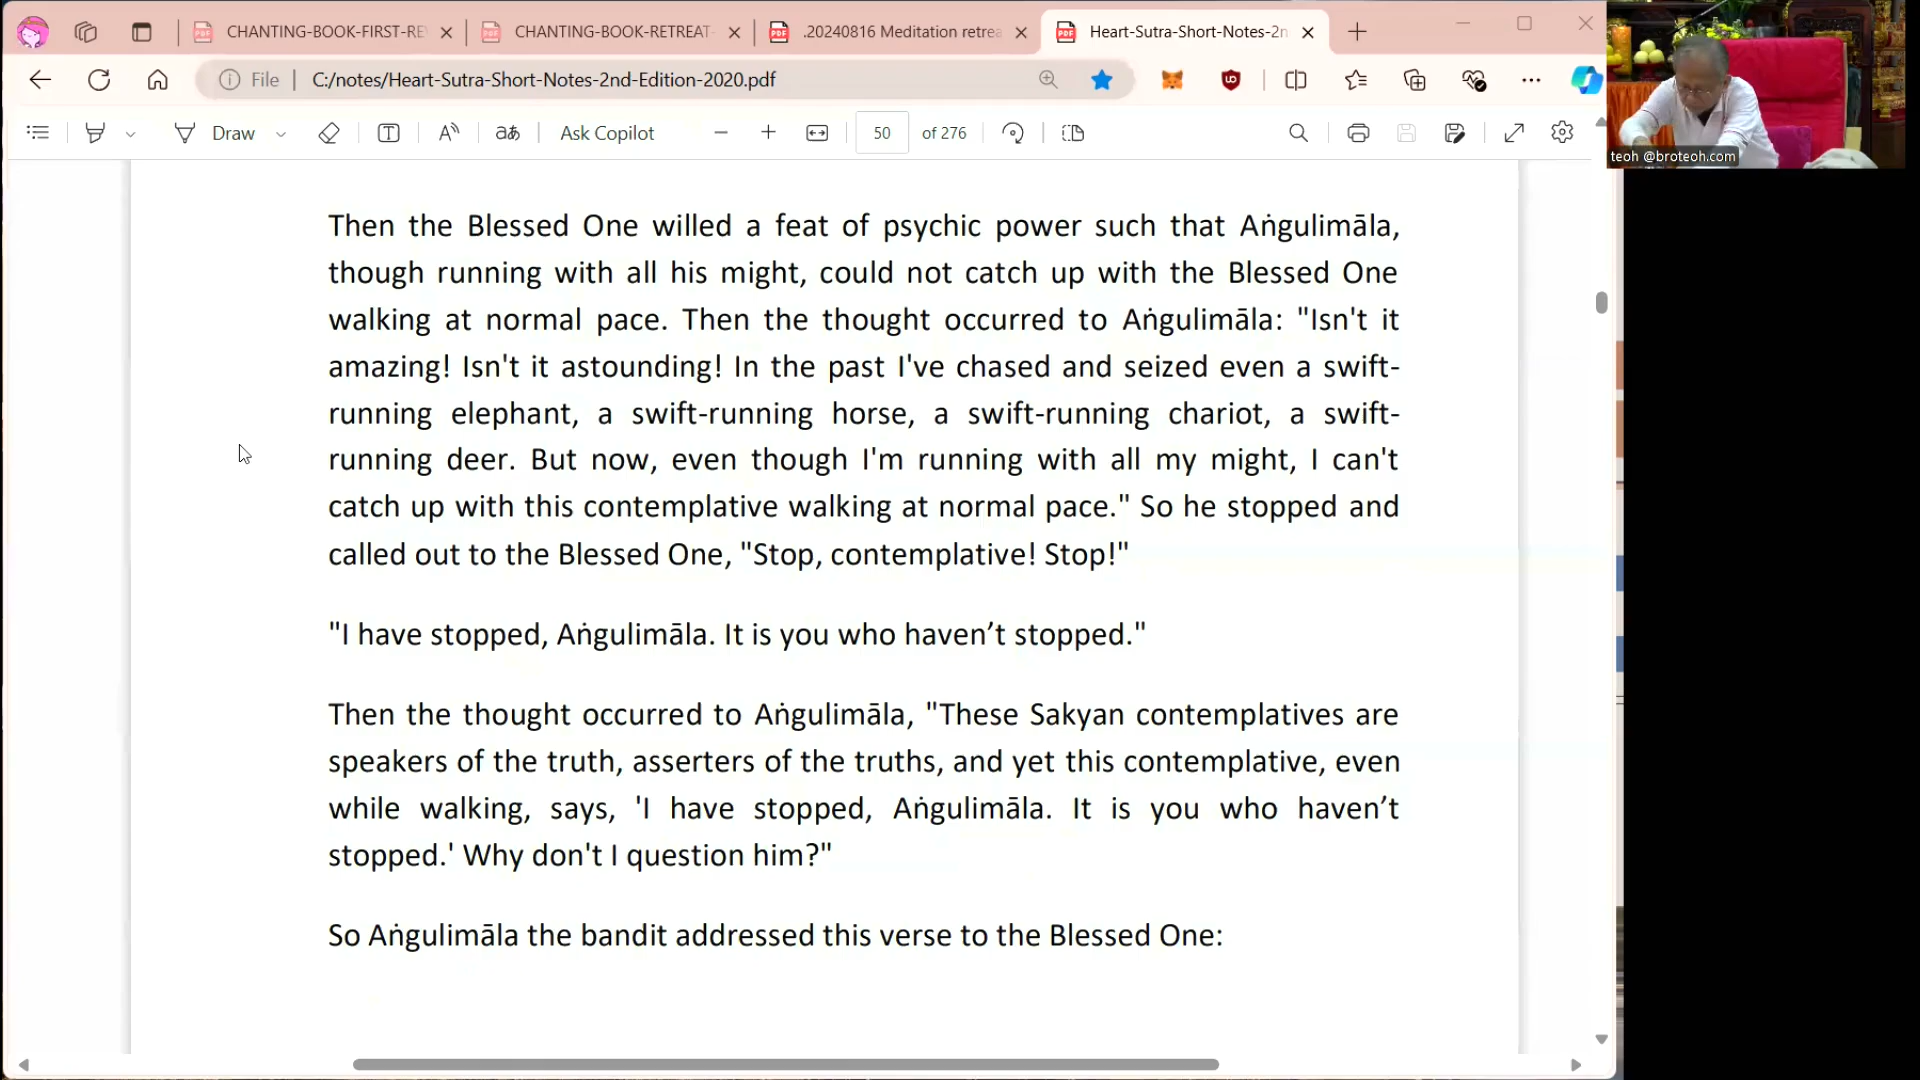 CHANTING-BOOK-FIRST-RE
CHANTING-BOOK-RETREAT-
.20240816 Meditation retrea
Heart-Sutra-Short-Notes-2n
File
C:/notes/Heart-Sutra-Short-Notes-2nd-Edition-2020.pdf
Draw
Ask Copilot
50
of 276
teoh @broteoh.com
Then the Blessed One willed a feat of psychic power such that Aṅgulimāla,
though running with all his might, could not catch up with the Blessed One
walking at normal pace. Then the thought occurred to Aṅgulimāla: "Isn't it
amazing! Isn't it astounding! In the past I've chased and seized even a swift-
running elephant, a swift-running horse, a swift-running chariot, a swift-
running deer. But now, even though I'm running with all my might, I can't
catch up with this contemplative walking at normal pace." So he stopped and
called out to the Blessed One, "Stop, contemplative! Stop!"
"I have stopped, Aṅgulimāla. It is you who haven’t stopped."
Then the thought occurred to Aṅgulimāla, "These Sakyan contemplatives are
speakers of the truth, asserters of the truths, and yet this contemplative, even
while walking, says, 'I have stopped, Aṅgulimāla. It is you who haven’t
stopped.' Why don't I question him?"
So Aṅgulimāla the bandit addressed this verse to the Blessed One: